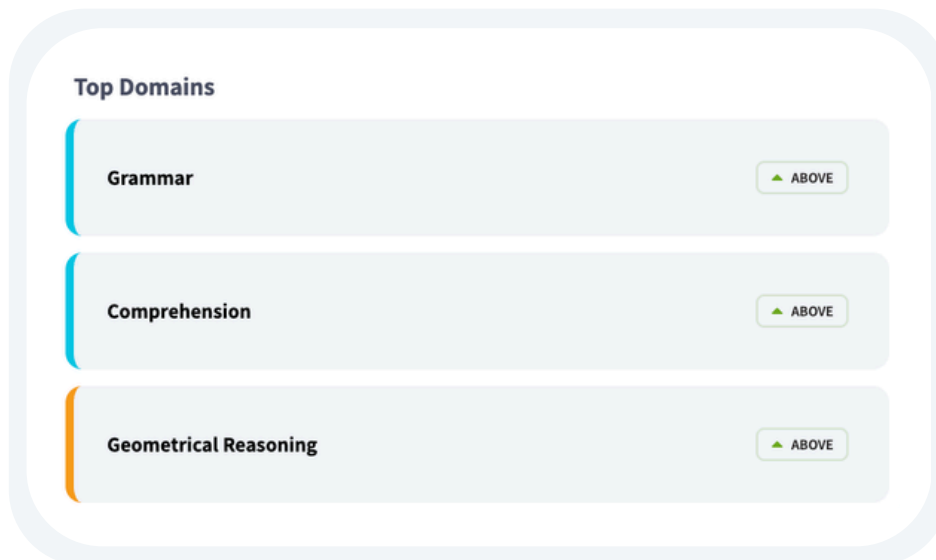 Top Domains
Grammar
ABOVE
Comprehension
ABOVE
Geometrical Reasoning
ABOVE